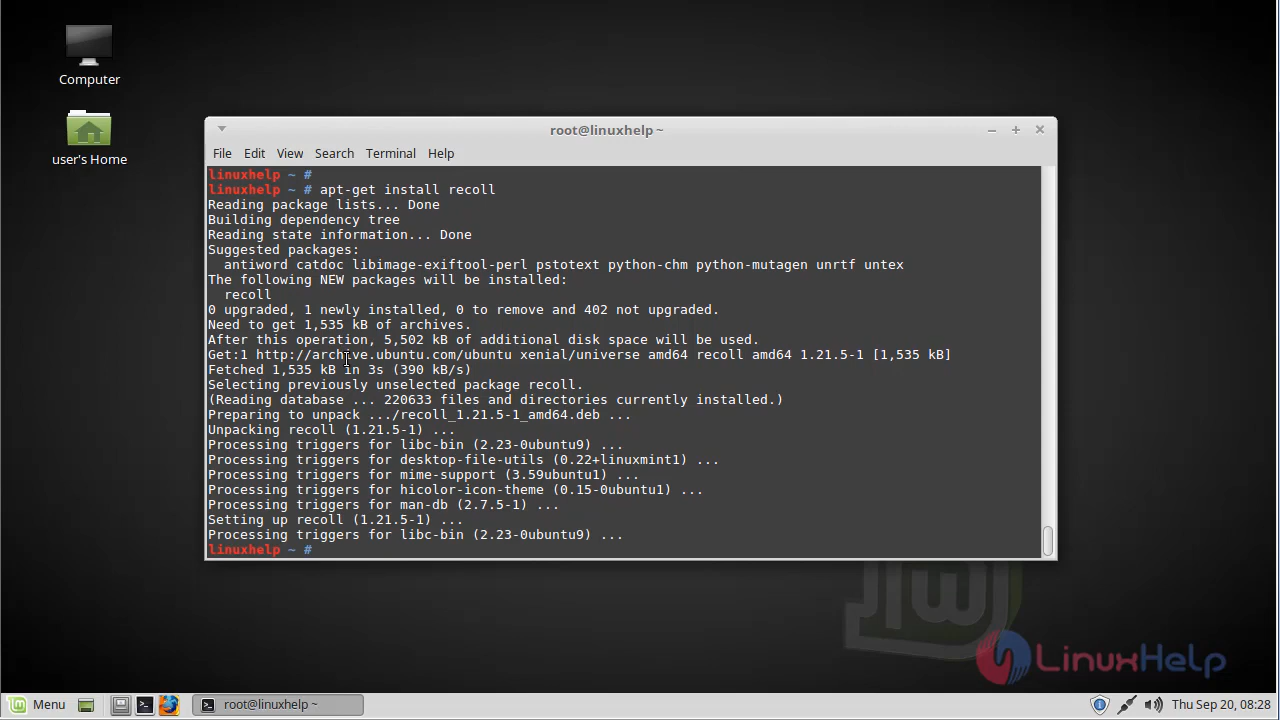 Computer
user's Home
root@linuxhelp ~
File Edit View Search Terminal Help
linuxhelp ~ #
linuxhelp ~ # apt-get install recoll
Reading package lists... Done
Building dependency tree
Reading state information... Done
Suggested packages:
  antiword catdoc libimage-exiftool-perl pstotext python-chm python-mutagen unrtf untex
The following NEW packages will be installed:
  recoll
0 upgraded, 1 newly installed, 0 to remove and 402 not upgraded.
Need to get 1,535 kB of archives.
After this operation, 5,502 kB of additional disk space will be used.
Get:1 http://archive.ubuntu.com/ubuntu xenial/universe amd64 recoll amd64 1.21.5-1 [1,535 kB]
Fetched 1,535 kB in 3s (390 kB/s)
Selecting previously unselected package recoll.
(Reading database ... 220633 files and directories currently installed.)
Preparing to unpack .../recoll_1.21.5-1_amd64.deb ...
Unpacking recoll (1.21.5-1) ...
Processing triggers for libc-bin (2.23-0ubuntu9) ...
Processing triggers for desktop-file-utils (0.22+linuxmint1) ...
Processing triggers for mime-support (3.59ubuntu1) ...
Processing triggers for hicolor-icon-theme (0.15-0ubuntu1) ...
Processing triggers for man-db (2.7.5-1) ...
Setting up recoll (1.21.5-1) ...
Processing triggers for libc-bin (2.23-0ubuntu9) ...
linuxhelp ~ #
LinuxHelp
Menu
root@linuxhelp ~
Thu Sep 20, 08:28